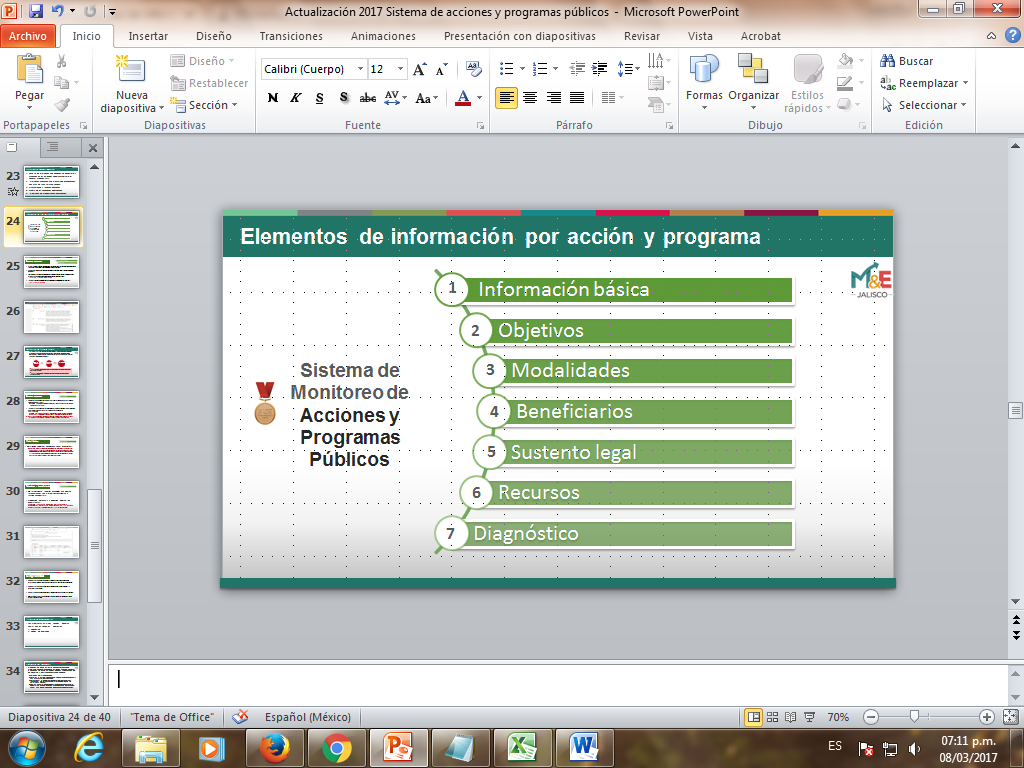 Actualización 2017 Sistema de acciones y programas públicos - Microsoft PowerPoint
Archivo Inicio Insertar Diseño Transiciones Animaciones Presentación con diapositivas Revisar Vista Acrobat
Pegar
Portapapeles
Nueva diapositiva
Diseño
Restablecer
Sección
Diapositivas
Calibri (Cuerpo) 12
N K S S abc AV Aa A
Fuente
Párrafo
Formas
Organizar
Estilos rápidos
Dibujo
Buscar
Reemplazar
Seleccionar
Edición
23
24
25
26
27
28
29
30
31
32
33
34
Elementos de información por acción y programa
M&E
JALISCO
Sistema de
Monitoreo de
Acciones y
Programas
Públicos
1 Información básica
2 Objetivos
3 Modalidades
4 Beneficiarios
5 Sustento legal
6 Recursos
7 Diagnóstico
Diapositiva 24 de 40 "Tema de Office" Español (México) 70%
ES
07:11 p.m.
08/03/2017